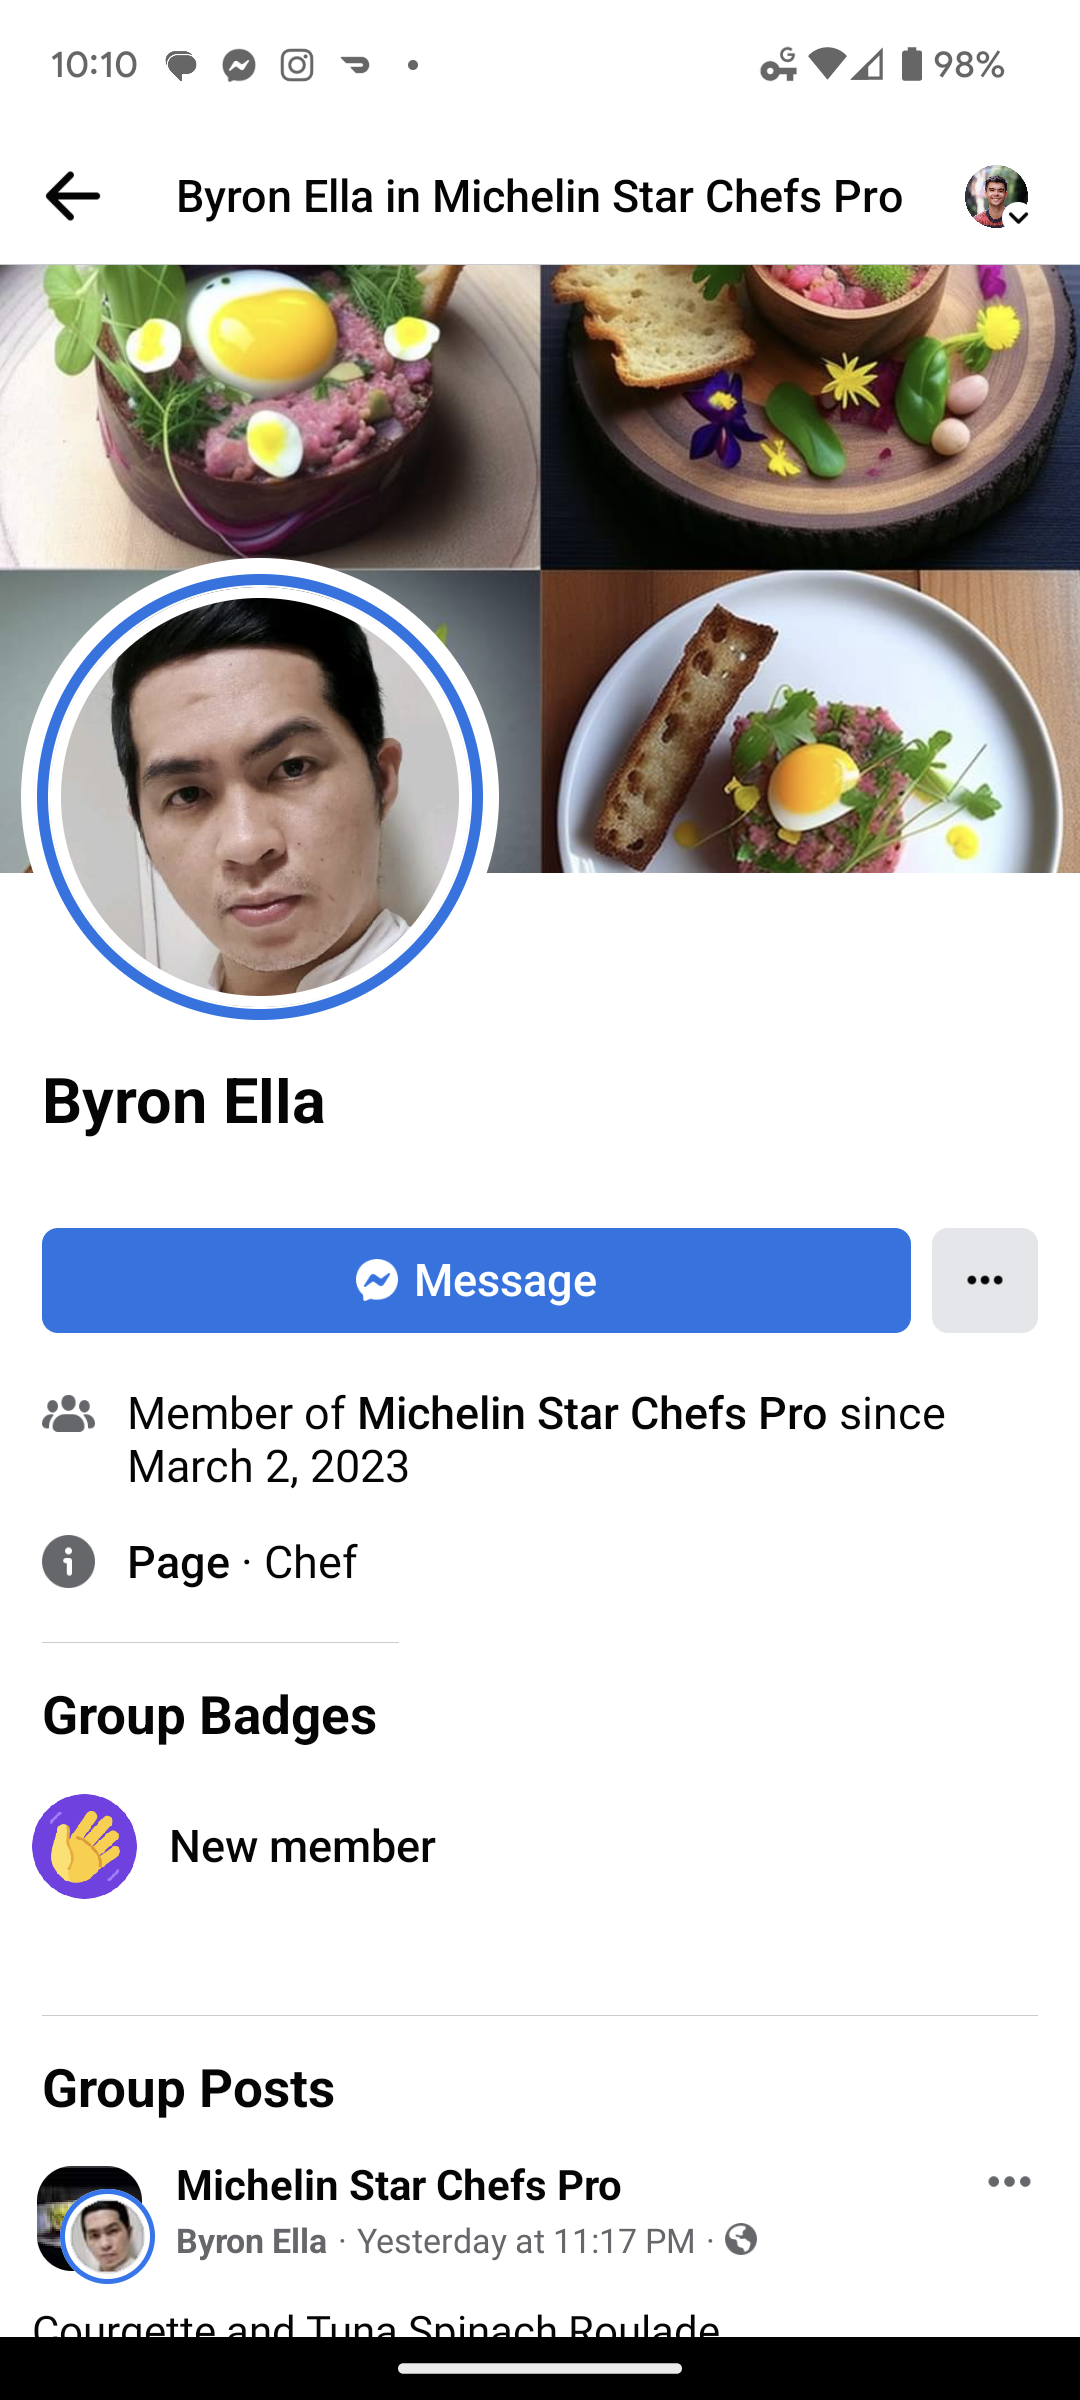 10:10
98%
Byron Ella in Michelin Star Chefs Pro
Byron Ella
Message
Member of Michelin Star Chefs Pro since
March 2, 2023
Page · Chef
Group Badges
New member
Group Posts
Michelin Star Chefs Pro
Byron Ella · Yesterday at 11:17 PM ·
Courgette and Tuna Spinach Roulade